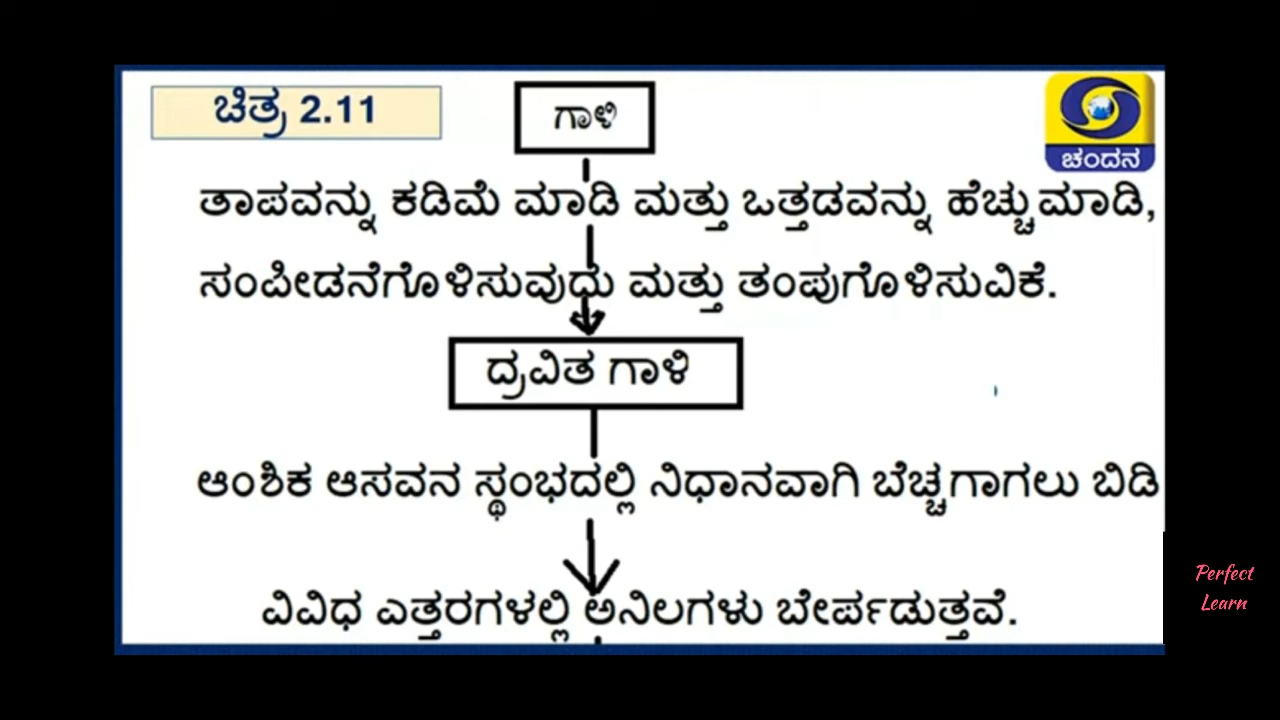 ಚಿತ್ರ 2.11
ಗಾಳಿ
ಚಂದನ
ತಾಪವನ್ನು ಕಡಿಮೆ ಮಾಡಿ ಮತ್ತು ಒತ್ತಡವನ್ನು ಹೆಚ್ಚುಮಾಡಿ,
ಸಂಪೀಡನೆಗೊಳಿಸುವುದು ಮತ್ತು ತಂಪುಗೊಳಿಸುವಿಕೆ.
ದ್ರವಿತ ಗಾಳಿ
ಆಂಶಿಕ ಆಸವನ ಸ್ಥಂಭದಲ್ಲಿ ನಿಧಾನವಾಗಿ ಬೆಚ್ಚಗಾಗಲು ಬಿಡಿ
ವಿವಿಧ ಎತ್ತರಗಳಲ್ಲಿ ಅನಿಲಗಳು ಬೇರ್ಪಡುತ್ತವೆ.
Perfect
Learn